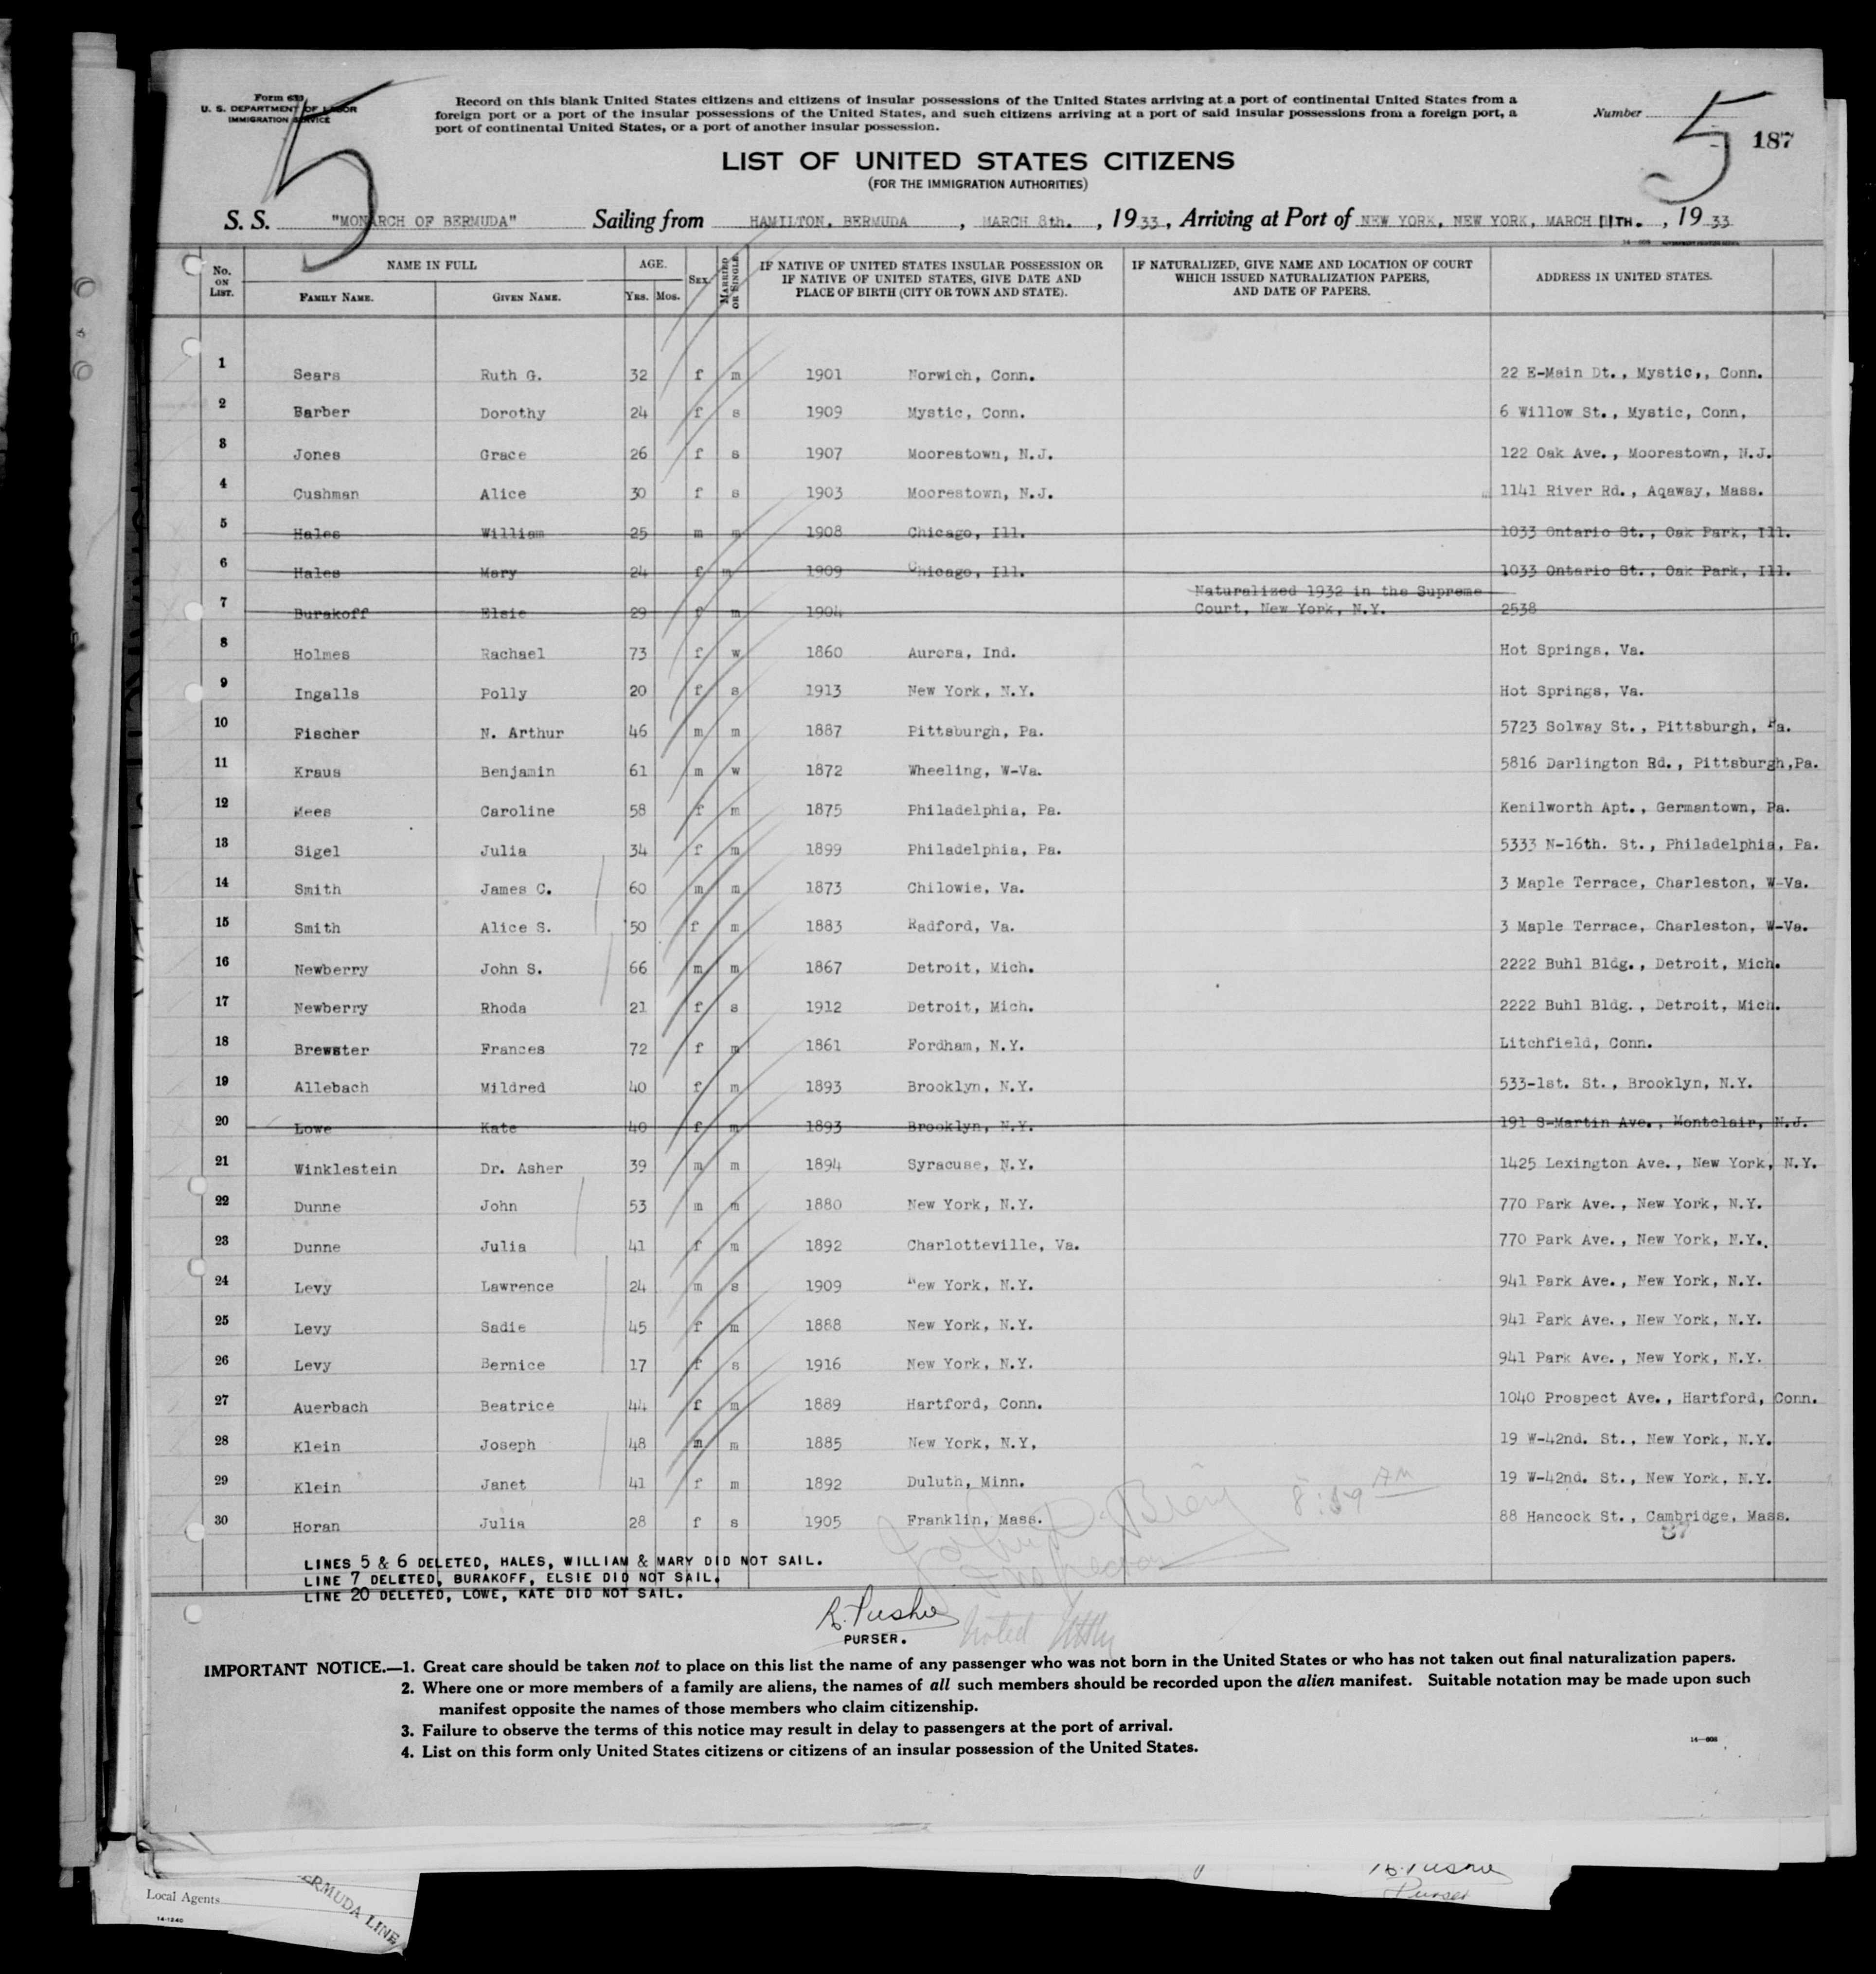 Form 630
U. S. DEPARTMENT OF LABOR
IMMIGRATION SERVICE
Record on this blank United States citizens and citizens of insular possessions of the United States arriving at a port of continental United States from a
foreign port or a port of the insular possessions of the United States, and such citizens arriving at a port of said insular possessions from a foreign port, a
port of continental United States, or a port of another insular possession.
Number 5
187
5
LIST OF UNITED STATES CITIZENS
(FOR THE IMMIGRATION AUTHORITIES)
S. S. "MONARCH OF BERMUDA" Sailing from HAMILTON, BERMUDA , MARCH 8th. , 1933, Arriving at Port of NEW YORK, NEW YORK, MARCH 11TH. , 1933
No. ON LIST. NAME IN FULL AGE. SEX MARRIED OR SINGLE IF NATIVE OF UNITED STATES INSULAR POSSESSION OR IF NATIVE OF UNITED STATES, GIVE DATE AND PLACE OF BIRTH (CITY OR TOWN AND STATE). IF NATURALIZED, GIVE NAME AND LOCATION OF COURT WHICH ISSUED NATURALIZATION PAPERS, AND DATE OF PAPERS. ADDRESS IN UNITED STATES.
FAMILY NAME. GIVEN NAME. YRS. MOS.
1 Sears Ruth G. 32 f m 1901 Norwich, Conn. 22 E-Main Dt., Mystic,, Conn.
2 Barber Dorothy 24 f s 1909 Mystic, Conn. 6 Willow St., Mystic, Conn,
3 Jones Grace 26 f s 1907 Moorestown, N.J. 122 Oak Ave., Moorestown, N.J.
4 Cushman Alice 30 f s 1903 Moorestown, N.J. 1141 River Rd., Aqaway, Mass.
5 Hales William 25 m m 1908 Chicago, Ill. 1033 Ontario St., Oak Park, Ill.
6 Hales Mary 24 f m 1909 Chicago, Ill. 1033 Ontario St., Oak Park, Ill.
Naturalized 1932 in the Supreme
7 Burakoff Elsie 29 f m 1904 Court, New York, N.Y. 2538
8 Holmes Rachael 73 f w 1860 Aurora, Ind. Hot Springs, Va.
9 Ingalls Polly 20 f s 1913 New York, N.Y. Hot Springs, Va.
10 Fischer N. Arthur 46 m m 1887 Pittsburgh, Pa. 5723 Solway St., Pittsburgh, Pa.
11 Kraus Benjamin 61 m w 1872 Wheeling, W-Va. 5816 Darlington Rd., Pittsburgh,Pa.
12 Mees Caroline 58 f m 1875 Philadelphia, Pa. Kenilworth Apt., Germantown, Pa.
13 Sigel Julia 34 f m 1899 Philadelphia, Pa. 5333 N-16th. St., Philadelphia, Pa.
14 Smith James C. 60 m m 1873 Chilowie, Va. 3 Maple Terrace, Charleston, W-Va.
15 Smith Alice S. 50 f m 1883 Radford, Va. 3 Maple Terrace, Charleston, W-Va.
16 Newberry John S. 66 m m 1867 Detroit, Mich. 2222 Buhl Bldg., Detroit, Mich.
17 Newberry Rhoda 21 f s 1912 Detroit, Mich. 2222 Buhl Bldg., Detroit, Mich.
18 Brewster Frances 72 f m 1861 Fordham, N.Y. Litchfield, Conn.
19 Allebach Mildred 40 f m 1893 Brooklyn, N.Y. 533-1st. St., Brooklyn, N.Y.
20 Lowe Kate 40 f m 1893 Brooklyn, N.Y. 191 S-Martin Ave., Montclair, N.J.
21 Winklestein Dr. Asher 39 m m 1894 Syracuse, N.Y. 1425 Lexington Ave., New York, N.Y.
22 Dunne John 53 m m 1880 New York, N.Y. 770 Park Ave., New York, N.Y.
23 Dunne Julia 41 f m 1892 Charlotteville, Va. 770 Park Ave., New York, N.Y..
24 Levy Lawrence 24 m s 1909 New York, N.Y. 941 Park Ave., New York, N.Y.
25 Levy Sadie 45 f m 1888 New York, N.Y. 941 Park Ave., New York, N.Y.
26 Levy Bernice 17 f s 1916 New York, N.Y. 941 Park Ave., New York, N.Y.
27 Auerbach Beatrice 44 f m 1889 Hartford, Conn. 1040 Prospect Ave., Hartford, Conn.
28 Klein Joseph 48 m m 1885 New York, N.Y, 19 W-42nd. St., New York, N.Y.
29 Klein Janet 41 f m 1892 Duluth, Minn. 19 W-42nd. St., New York, N.Y.
30 Horan Julia 28 f s 1905 Franklin, Mass. 88 Hancock St., Cambridge, Mass.
Inspector
LINES 5 & 6 DELETED, HALES, WILLIAM & MARY DID NOT SAIL.
LINE 7 DELETED, BURAKOFF, ELSIE DID NOT SAIL.
LINE 20 DELETED, LOWE, KATE DID NOT SAIL.
PURSER.
Noted
IMPORTANT NOTICE.—1. Great care should be taken not to place on this list the name of any passenger who was not born in the United States or who has not taken out final naturalization papers.
2. Where one or more members of a family are aliens, the names of all such members should be recorded upon the alien manifest. Suitable notation may be made upon such
manifest opposite the names of those members who claim citizenship.
3. Failure to observe the terms of this notice may result in delay to passengers at the port of arrival.
4. List on this form only United States citizens or citizens of an insular possession of the United States.
14—808
Local Agents
14-1240
BERMUDA LINE
Purser